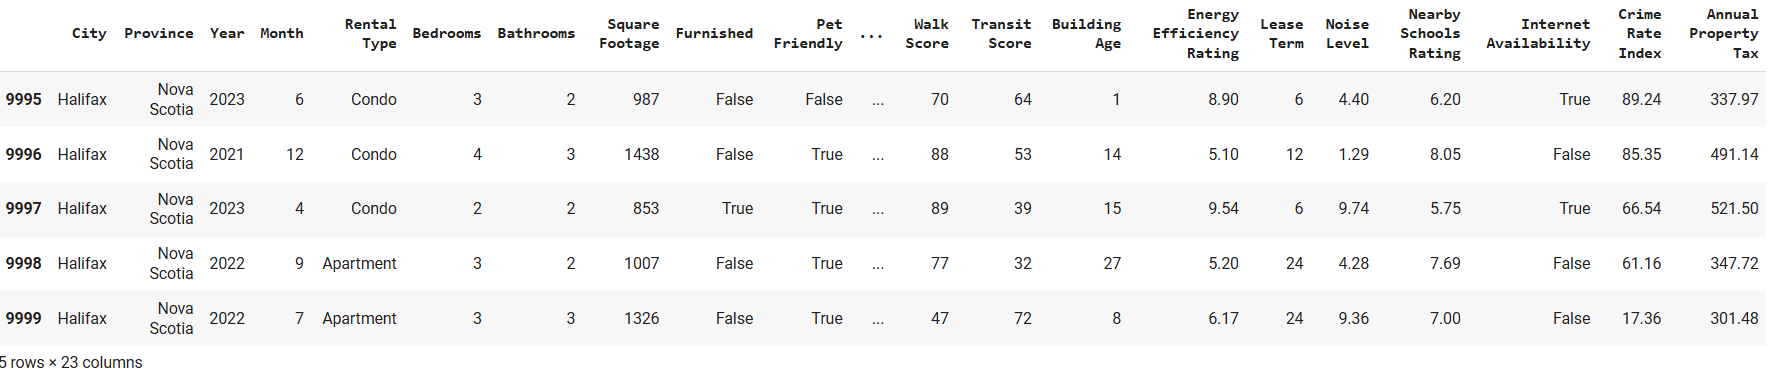 City Province Year Month Rental Type Bedrooms Bathrooms Square Footage Furnished Pet Friendly ... Walk Score Transit Score Building Age Energy Efficiency Rating Lease Term Noise Level Nearby Schools Rating Internet Availability Crime Rate Index Annual Property Tax
9995 Halifax Nova Scotia 2023 6 Condo 3 2 987 False False ... 70 64 1 8.90 6 4.40 6.20 True 89.24 337.97
9996 Halifax Nova Scotia 2021 12 Condo 4 3 1438 False True ... 88 53 14 5.10 12 1.29 8.05 False 85.35 491.14
9997 Halifax Nova Scotia 2023 4 Condo 2 2 853 True True ... 89 39 15 9.54 6 9.74 5.75 True 66.54 521.50
9998 Halifax Nova Scotia 2022 9 Apartment 3 2 1007 False True ... 77 32 27 5.20 24 4.28 7.69 False 61.16 347.72
9999 Halifax Nova Scotia 2022 7 Apartment 3 3 1326 False True ... 47 72 8 6.17 24 9.36 7.00 False 17.36 301.48
5 rows × 23 columns